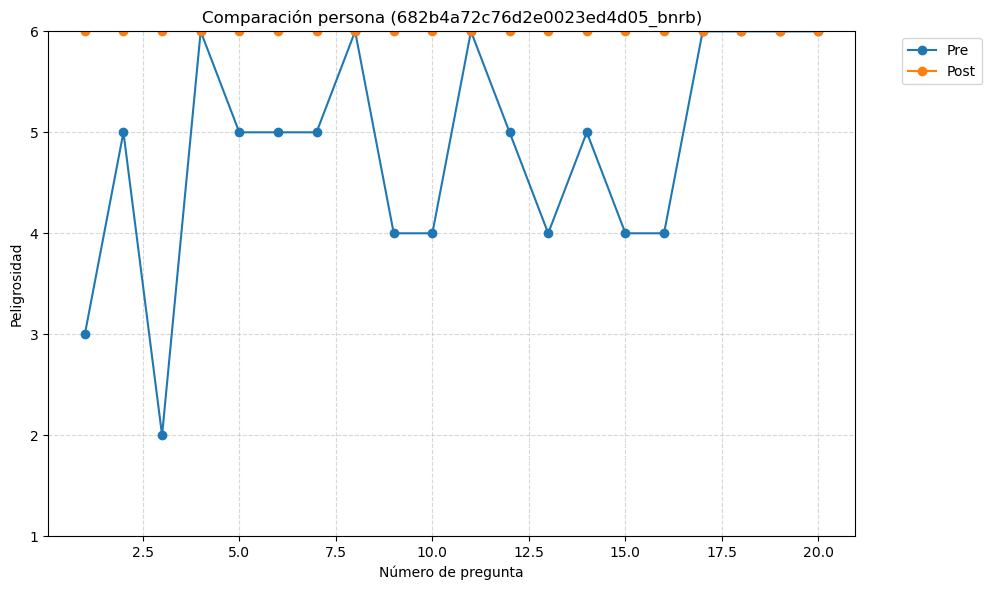 Comparación persona (682b4a72c76d2e0023ed4d05_bnrb)
Pre
Post
Peligrosidad
6
5
4
3
2
1
2.5 5.0 7.5 10.0 12.5 15.0 17.5 20.0
Número de pregunta